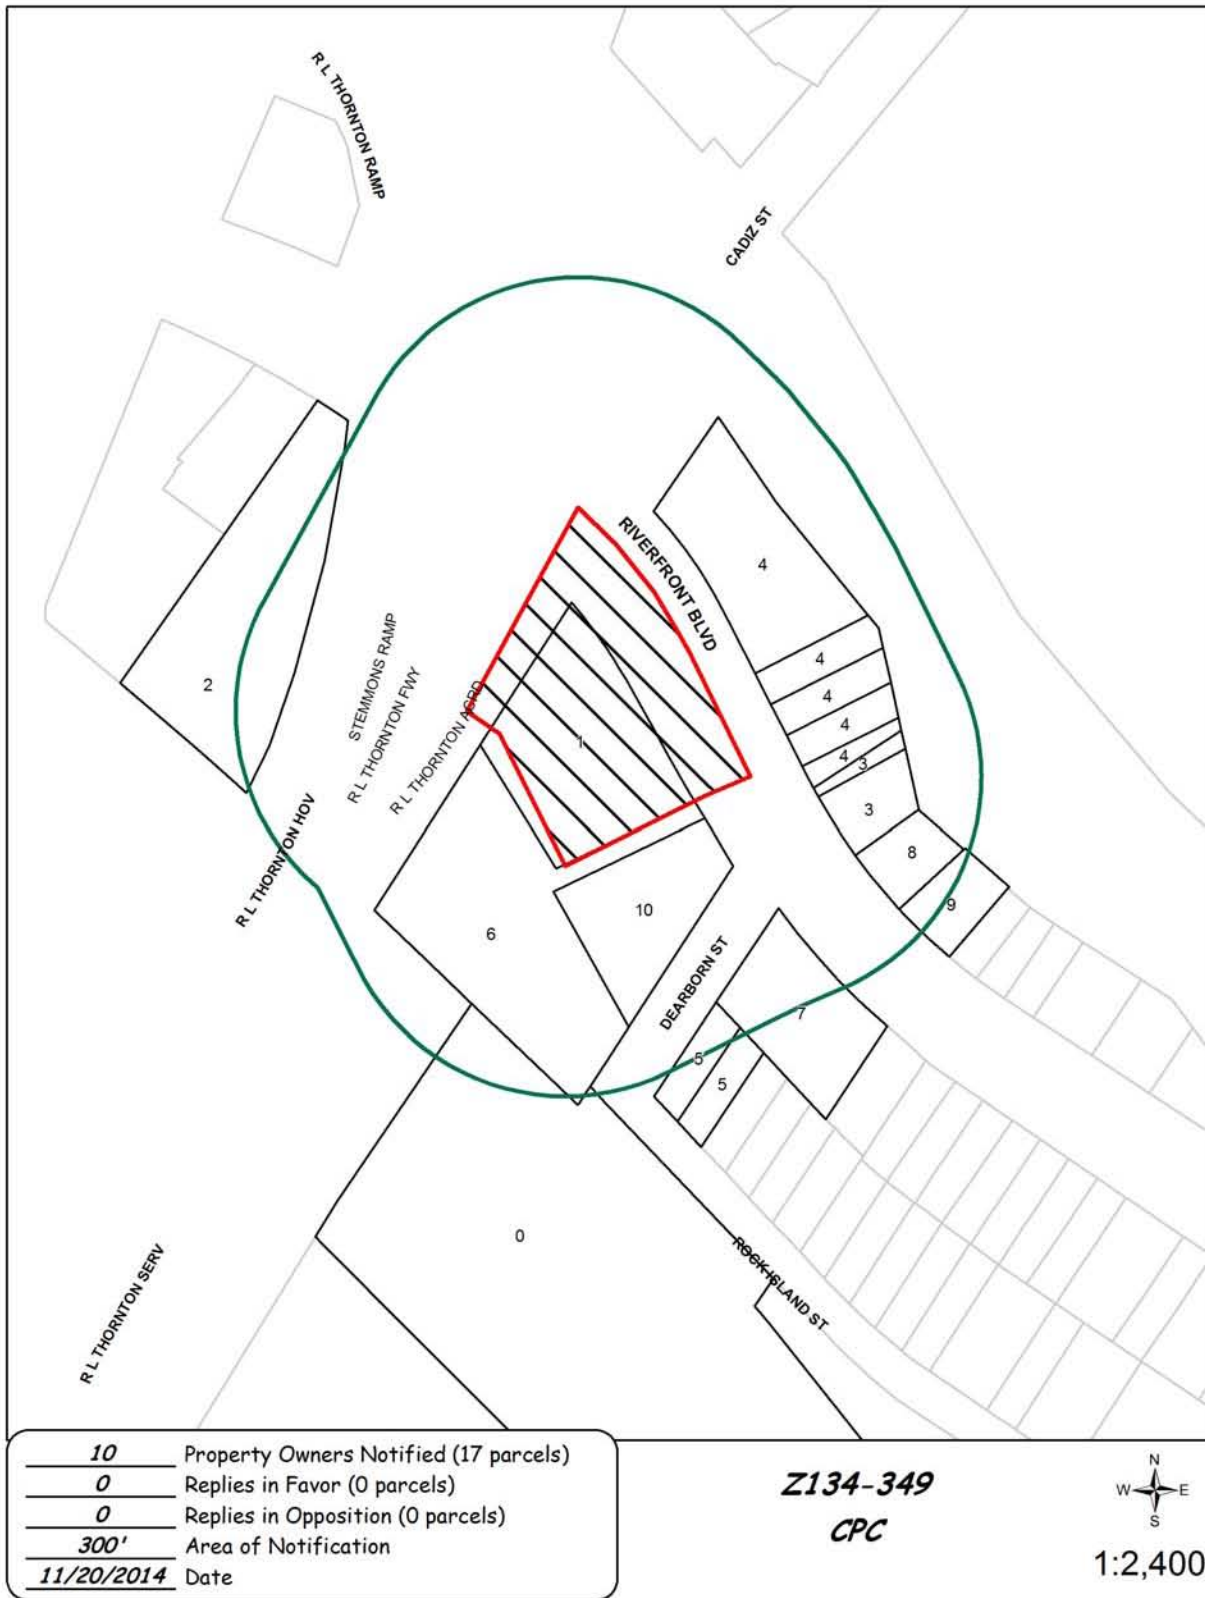 R L THORNTON RAMP
CADIZ ST
RIVERFRONT BLVD
4
4
4
4
4
3
3
8
9
1
2
STEMMONS RAMP
R L THORNTON FWY
R L THORNTON ACRD
R L THORNTON HOV
10
6
DEARBORN ST
7
5
5
0
ROCK ISLAND ST
R L THORNTON SERV
10 Property Owners Notified (17 parcels)
0 Replies in Favor (0 parcels)
0 Replies in Opposition (0 parcels)
300' Area of Notification
11/20/2014 Date
Z134-349
CPC
N
W E
S
1:2,400